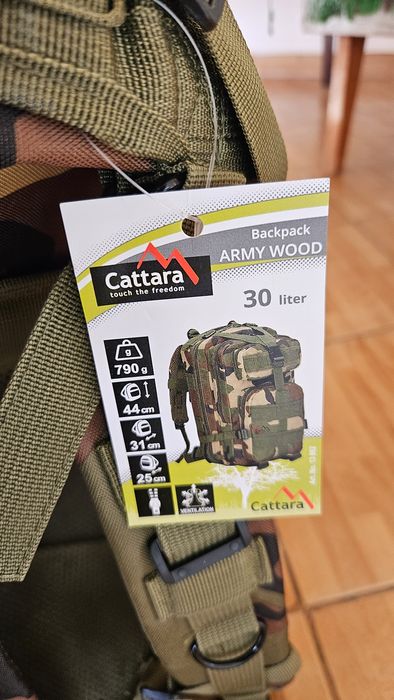 Backpack
ARMY WOOD
Cattara
touch the freedom
30 liter
g
790 g
44 cm
31 cm
25 cm
VENTILATION
Cattara